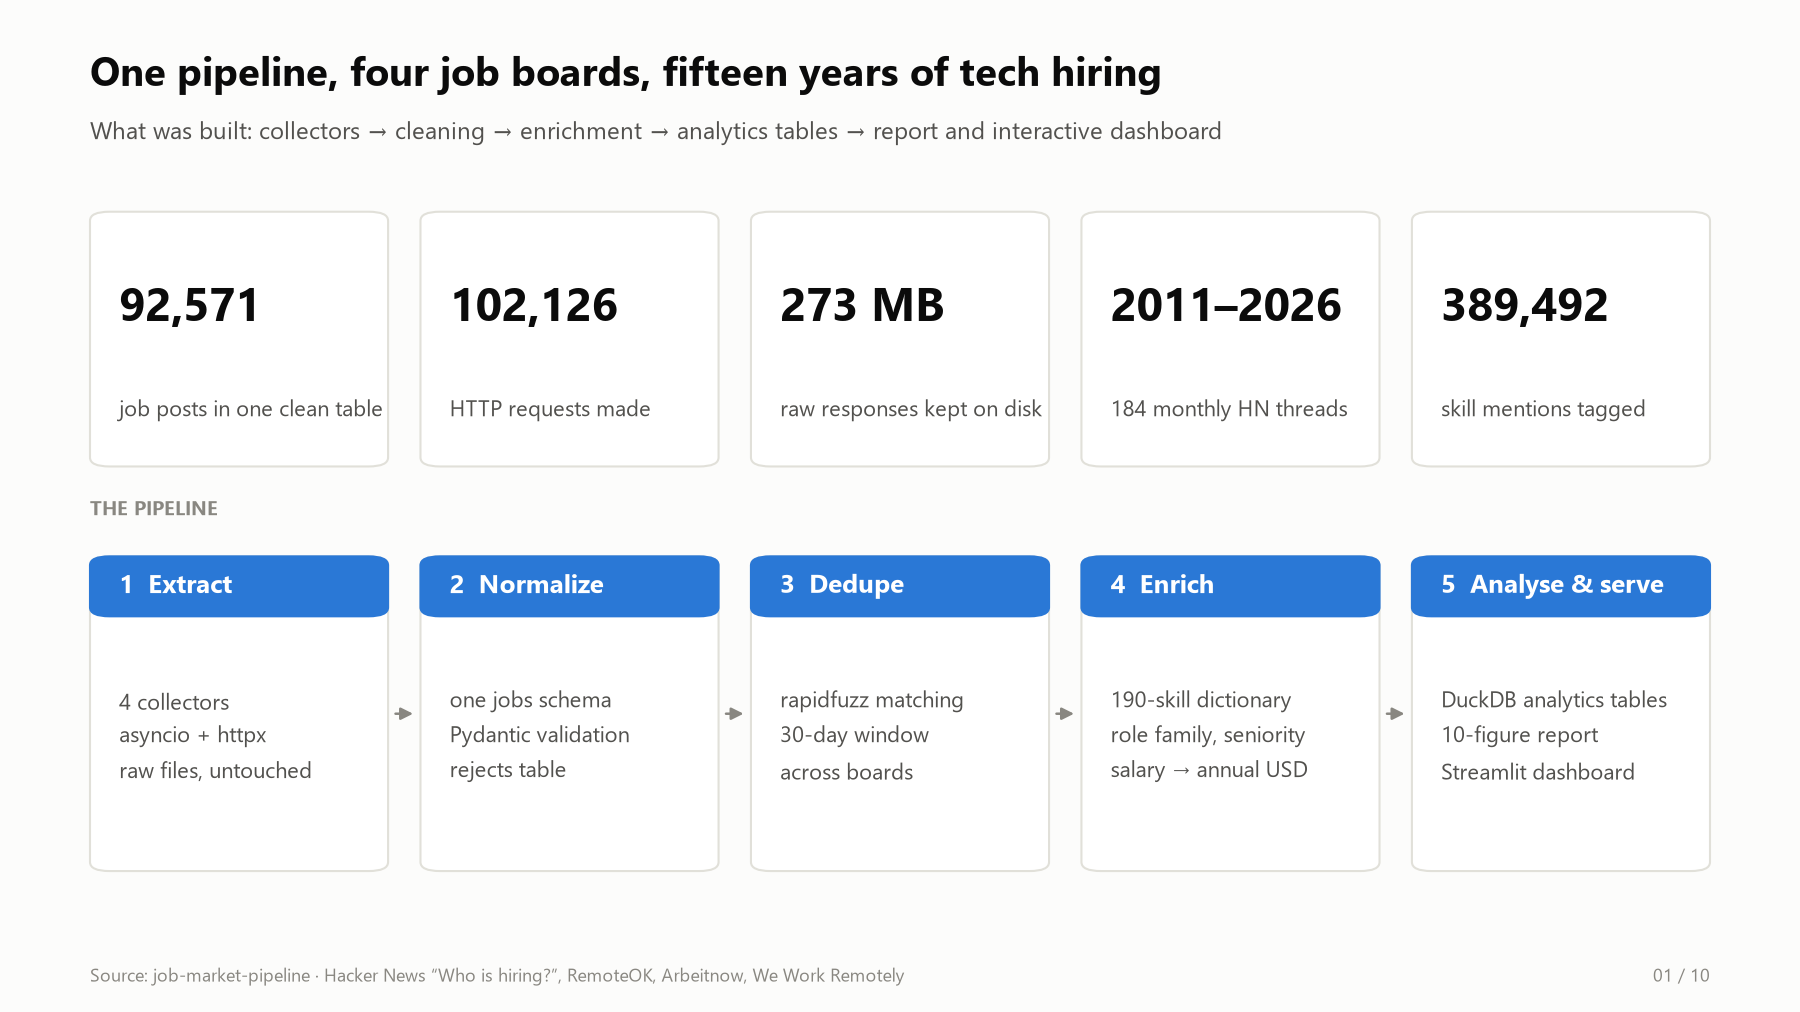 One pipeline, four job boards, fifteen years of tech hiring
What was built: collectors → cleaning → enrichment → analytics tables → report and interactive dashboard
92,571
job posts in one clean table
102,126
HTTP requests made
273 MB
raw responses kept on disk
2011–2026
184 monthly HN threads
389,492
skill mentions tagged
THE PIPELINE
1 Extract
4 collectors
asyncio + httpx
raw files, untouched
2 Normalize
one jobs schema
Pydantic validation
rejects table
3 Dedupe
rapidfuzz matching
30-day window
across boards
4 Enrich
190-skill dictionary
role family, seniority
salary → annual USD
5 Analyse & serve
DuckDB analytics tables
10-figure report
Streamlit dashboard
Source: job-market-pipeline · Hacker News “Who is hiring?”, RemoteOK, Arbeitnow, We Work Remotely
01 / 10